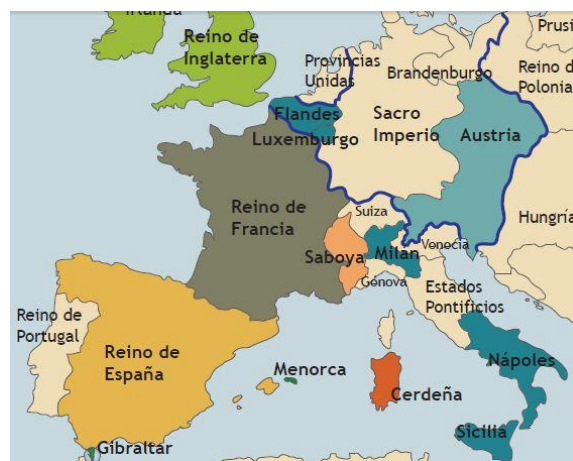 Irlanda
Reino de
Inglaterra
Provincias
Unidas
Brandenburgo
Prusi
Reino d
Polonia
Flandes
Luxemburgo
Sacro
Imperio
Austria
Reino de
Francia
Suiza
Saboya
Milán
Venecia
Hungría
Génova
Estados
Pontificios
Reino de
Portugal
Reino de
España
Menorca
Cerdeña
Nápoles
Sicilia
Gibraltar